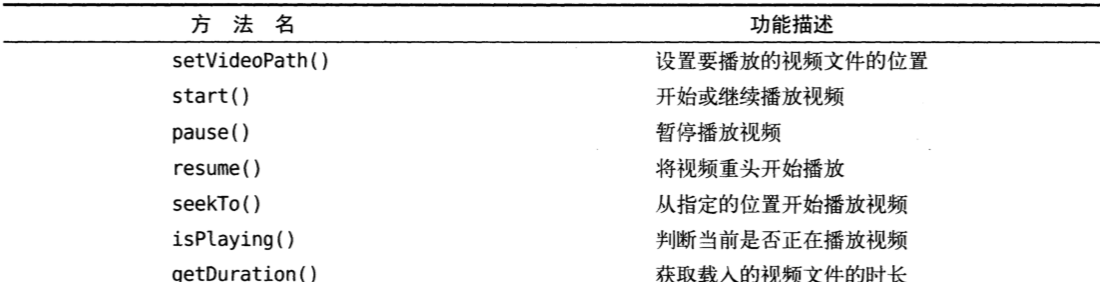 方 法 名 功能描述
setVideoPath() 设置要播放的视频文件的位置
start() 开始或继续播放视频
pause() 暂停播放视频
resume() 将视频重头开始播放
seekTo() 从指定的位置开始播放视频
isPlaying() 判断当前是否正在播放视频
getDuration() 获取载入的视频文件的时长